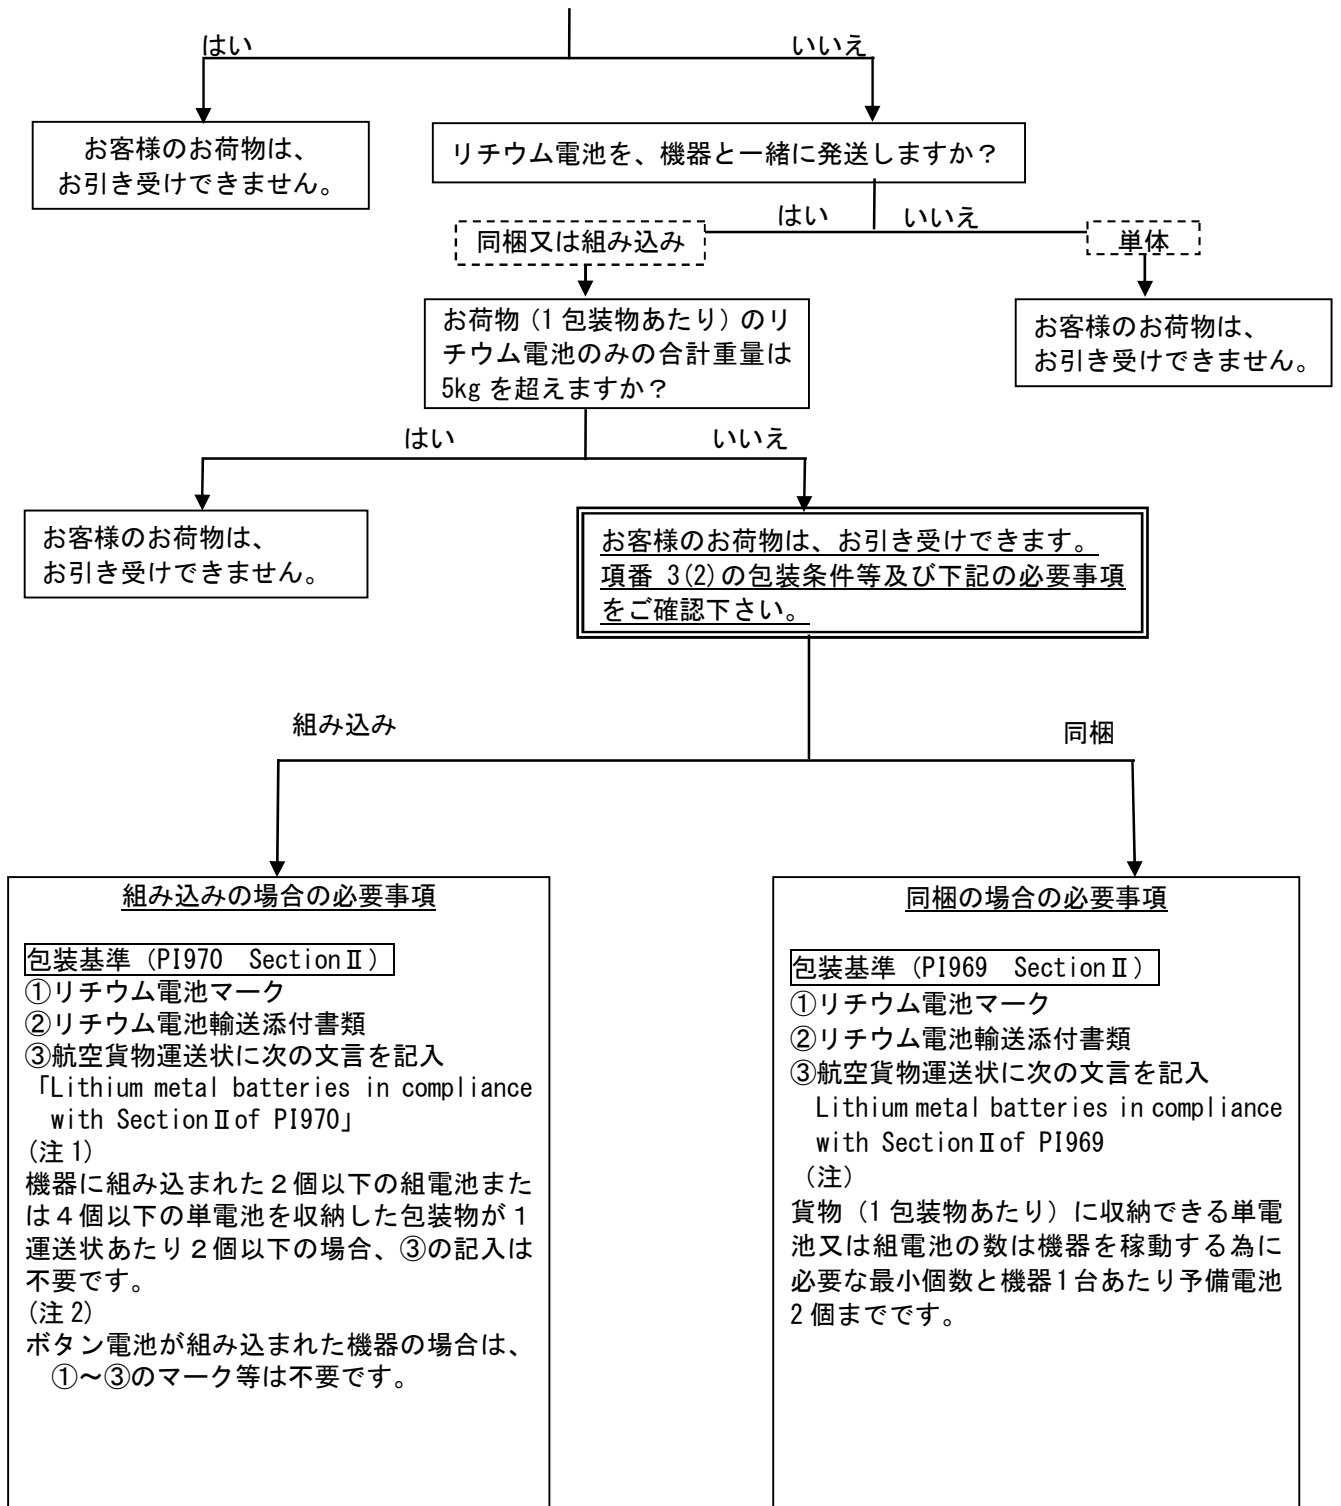 はい
いいえ
お客様のお荷物は、
お引き受けできません。
リチウム電池を、機器と一緒に発送しますか？
はい
いいえ
同梱又は組み込み
単体
お荷物（1包装物あたり）のリ
チウム電池のみの合計重量は
5kgを超えますか？
お客様のお荷物は、
お引き受けできません。
はい
いいえ
お客様のお荷物は、
お引き受けできません。
お客様のお荷物は、お引き受けできます。
項番 3(2)の包装条件等及び下記の必要事項
をご確認下さい。
組み込み
同梱
組み込みの場合の必要事項
包装基準（PI970　SectionⅡ）
①リチウム電池マーク
②リチウム電池輸送添付書類
③航空貨物運送状に次の文言を記入
「Lithium metal batteries in compliance
with SectionⅡof PI970」
(注1)
機器に組み込まれた２個以下の組電池また
は４個以下の単電池を収納した包装物が１
運送状あたり２個以下の場合、③の記入は
不要です。
(注2)
ボタン電池が組み込まれた機器の場合は、
①～③のマーク等は不要です。
同梱の場合の必要事項
包装基準（PI969　SectionⅡ）
①リチウム電池マーク
②リチウム電池輸送添付書類
③航空貨物運送状に次の文言を記入
Lithium metal batteries in compliance
with SectionⅡof PI969
（注）
貨物（1包装物あたり）に収納できる単電
池又は組電池の数は機器を稼動する為に
必要な最小個数と機器1台あたり予備電池
2個までです。